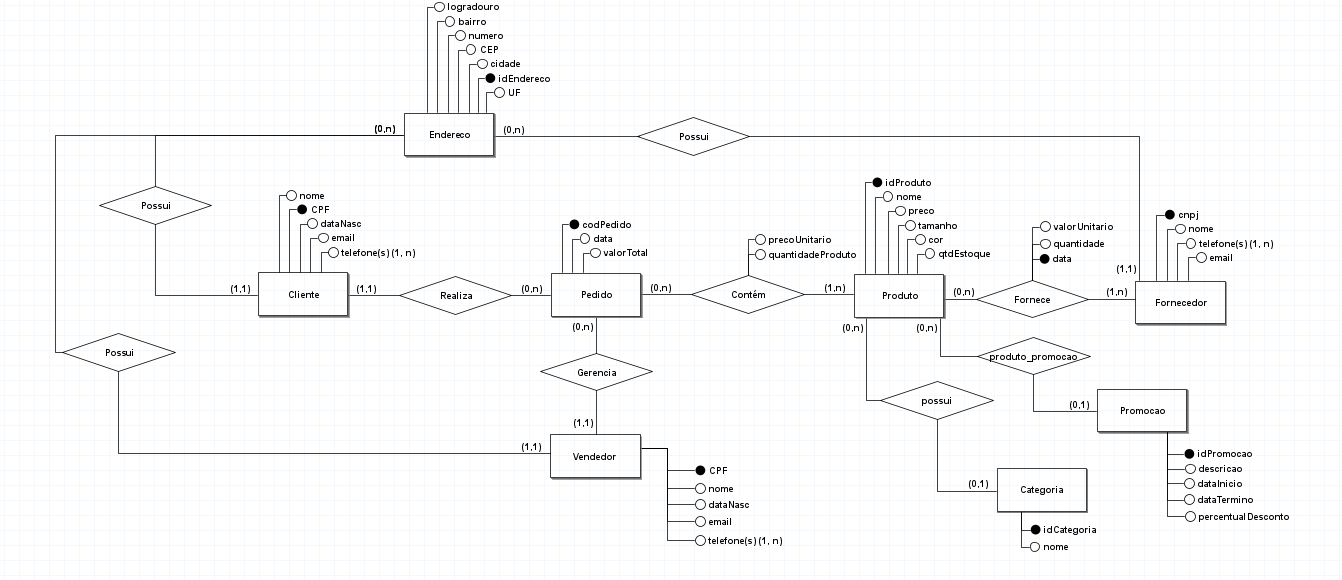 logradouro
bairro
numero
CEP
cidade
idEndereco
UF
(0,n)
Endereco
(0,n)
Possui
Possui
nome
CPF
dataNasc
email
telefone(s) (1, n)
(1,1)
Cliente
(1,1)
Realiza
(0,n)
codPedido
data
valorTotal
Pedido
(0,n)
precoUnitario
quantidadeProduto
Contém
(1,n)
idProduto
nome
preco
tamanho
cor
qtdEstoque
Produto
(0,n)
valorUnitario
quantidade
data
Fornece
(1,n)
(1,1)
cnpj
nome
telefone(s) (1, n)
email
Fornecedor
Possui
(0,n)
Gerencia
(1,1)
(1,1)
Vendedor
CPF
nome
dataNasc
email
telefone(s) (1, n)
(0,n)
(0,n)
produto_promocao
possui
(0,1)
Promocao
idPromocao
descricao
dataInicio
dataTermino
percentualDesconto
(0,1)
Categoria
idCategoria
nome